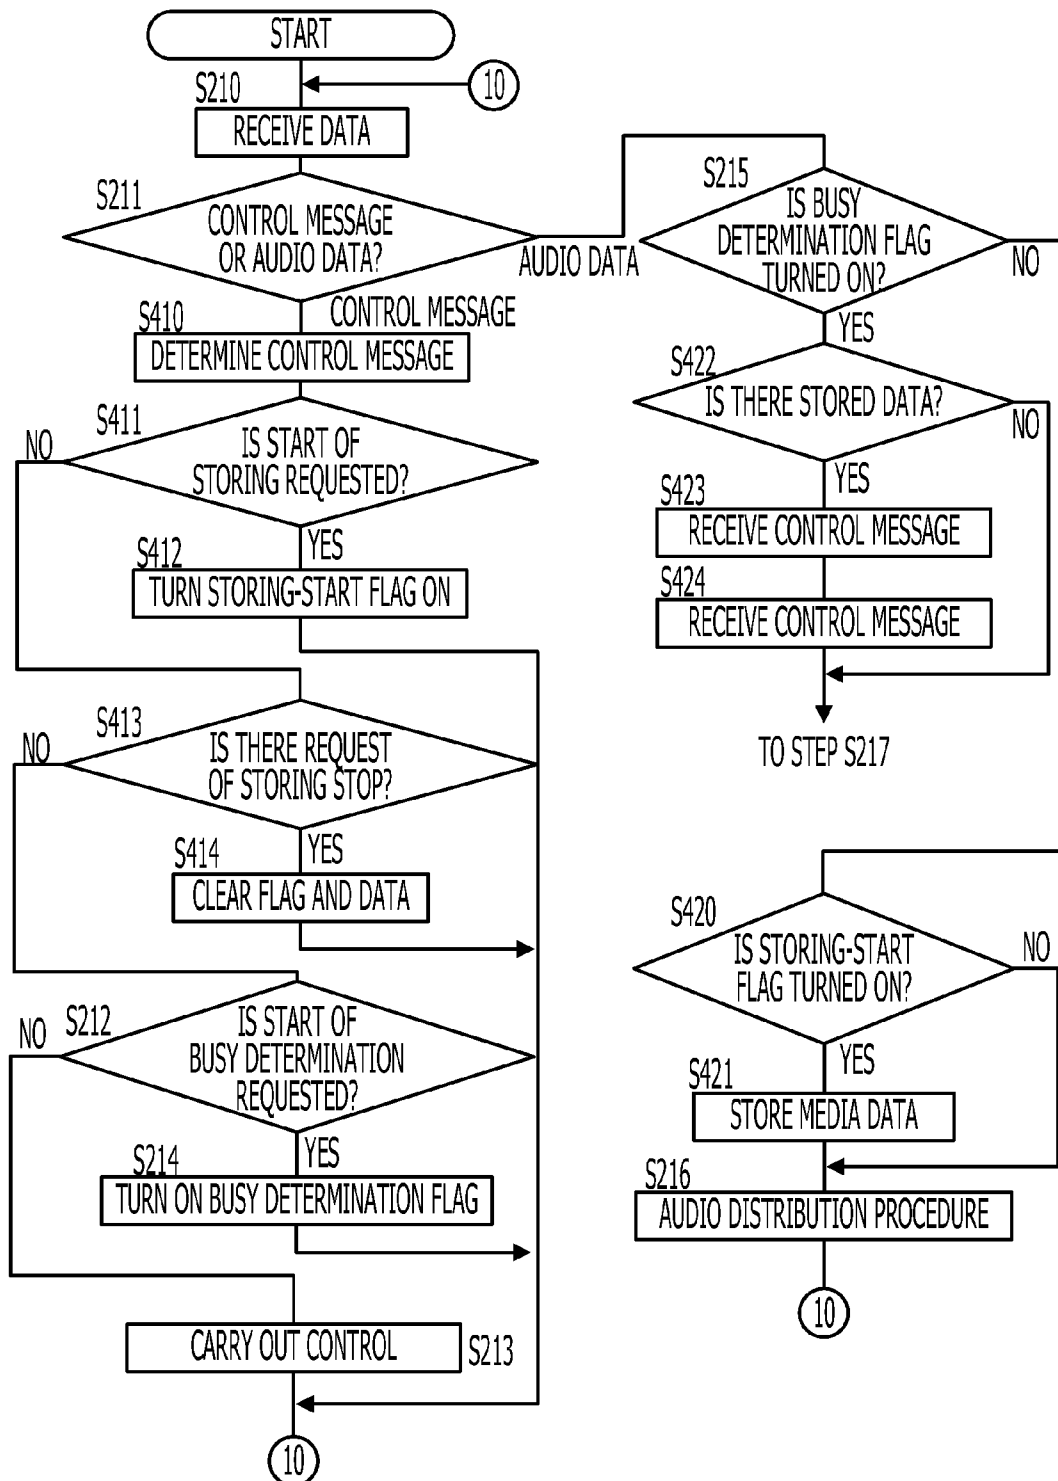 START
10
S210
RECEIVE DATA
S211
CONTROL MESSAGE
OR AUDIO DATA?
AUDIO DATA
CONTROL MESSAGE
S410
DETERMINE CONTROL MESSAGE
S411
NO
IS START OF
STORING REQUESTED?
YES
S412
TURN STORING-START FLAG ON
S413
NO
IS THERE REQUEST
OF STORING STOP?
YES
S414
CLEAR FLAG AND DATA
S212
NO
IS START OF
BUSY DETERMINATION
REQUESTED?
YES
S214
TURN ON BUSY DETERMINATION FLAG
CARRY OUT CONTROL
S213
10
S215
IS BUSY
DETERMINATION FLAG
TURNED ON?
NO
YES
S422
IS THERE STORED DATA?
NO
YES
S423
RECEIVE CONTROL MESSAGE
S424
RECEIVE CONTROL MESSAGE
TO STEP S217
S420
IS STORING-START
FLAG TURNED ON?
NO
YES
S421
STORE MEDIA DATA
S216
AUDIO DISTRIBUTION PROCEDURE
10